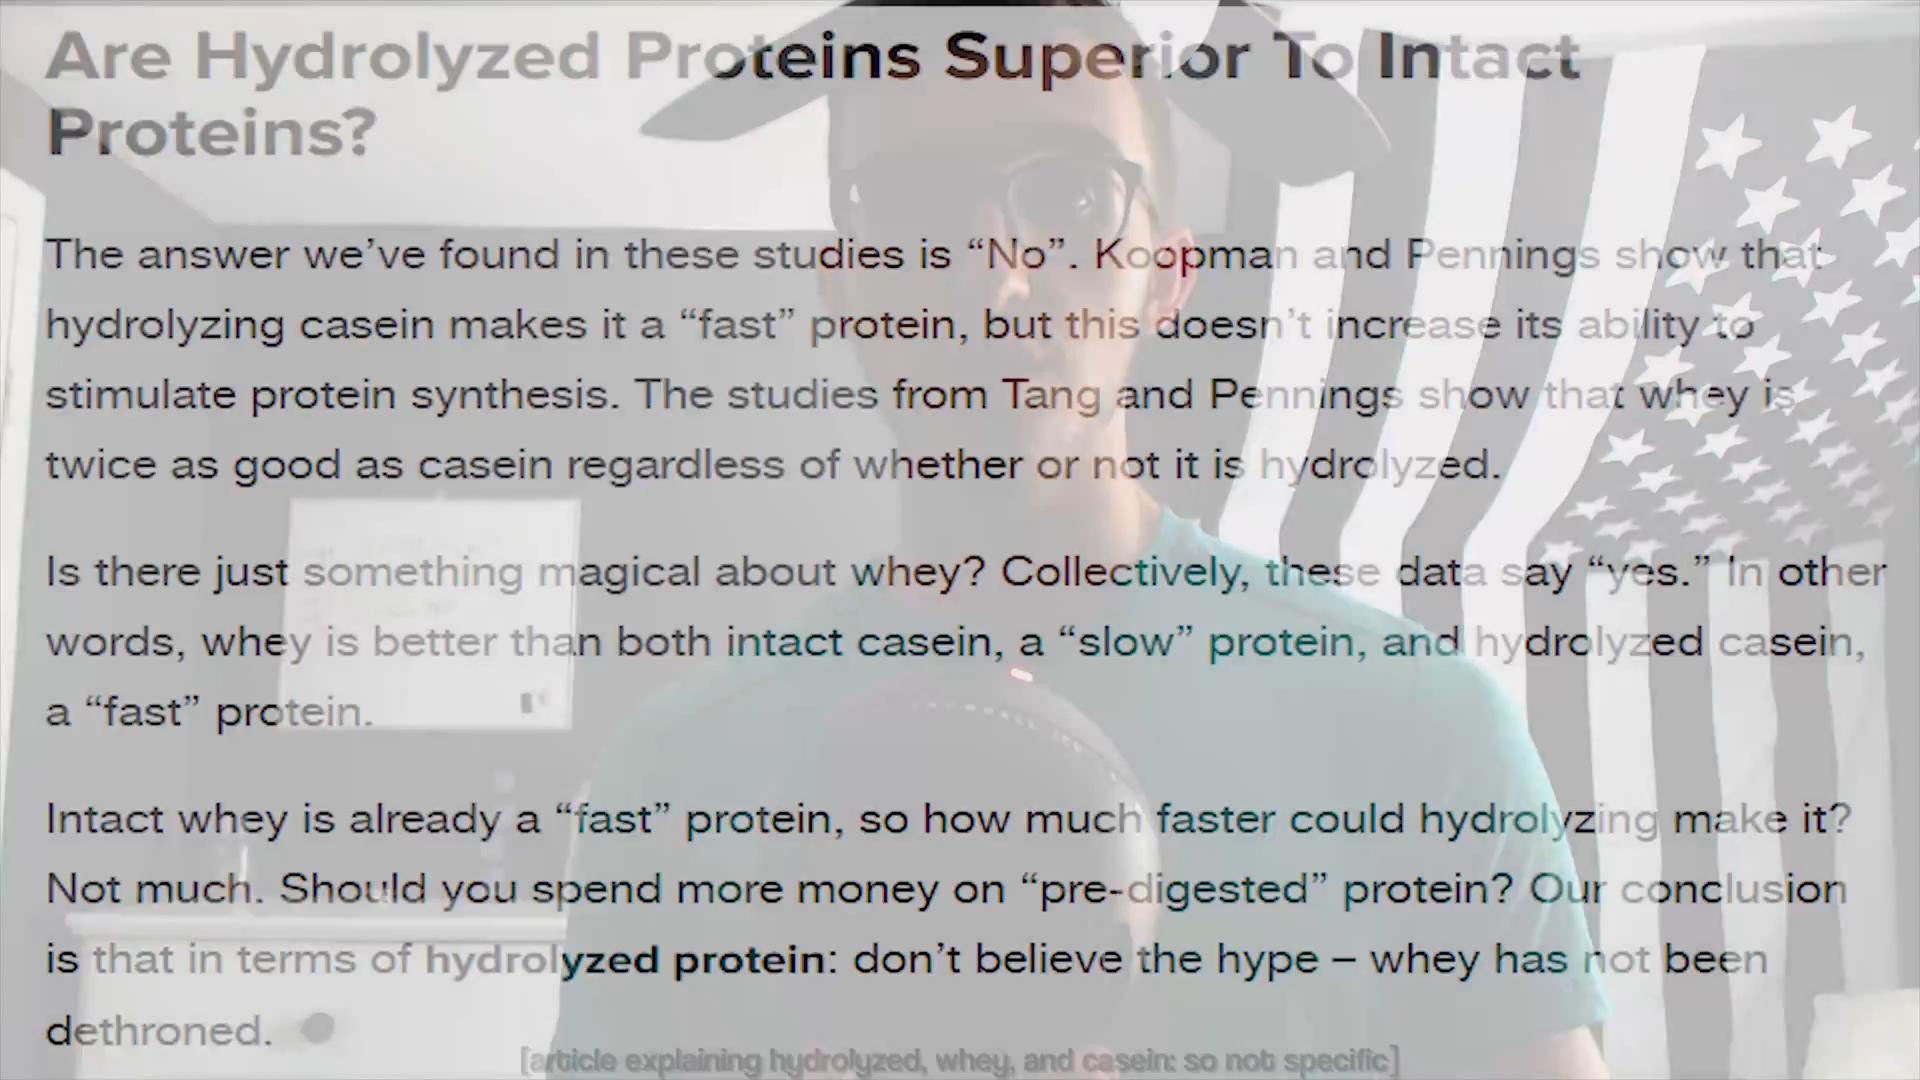 Are Hydrolyzed Proteins Superior To Intact
Proteins?
The answer we’ve found in these studies is “No”. Koopman and Pennings show that
hydrolyzing casein makes it a “fast” protein, but this doesn’t increase its ability to
stimulate protein synthesis. The studies from Tang and Pennings show that whey is
twice as good as casein regardless of whether or not it is hydrolyzed.
Is there just something magical about whey? Collectively, these data say “yes.” In other
words, whey is better than both intact casein, a “slow” protein, and hydrolyzed casein,
a “fast” protein.
Intact whey is already a “fast” protein, so how much faster could hydrolyzing make it?
Not much. Should you spend more money on “pre-digested” protein? Our conclusion
is that in terms of hydrolyzed protein: don’t believe the hype – whey has not been
dethroned.
[article explaining hydrolyzed, whey, and casein: so not specific]